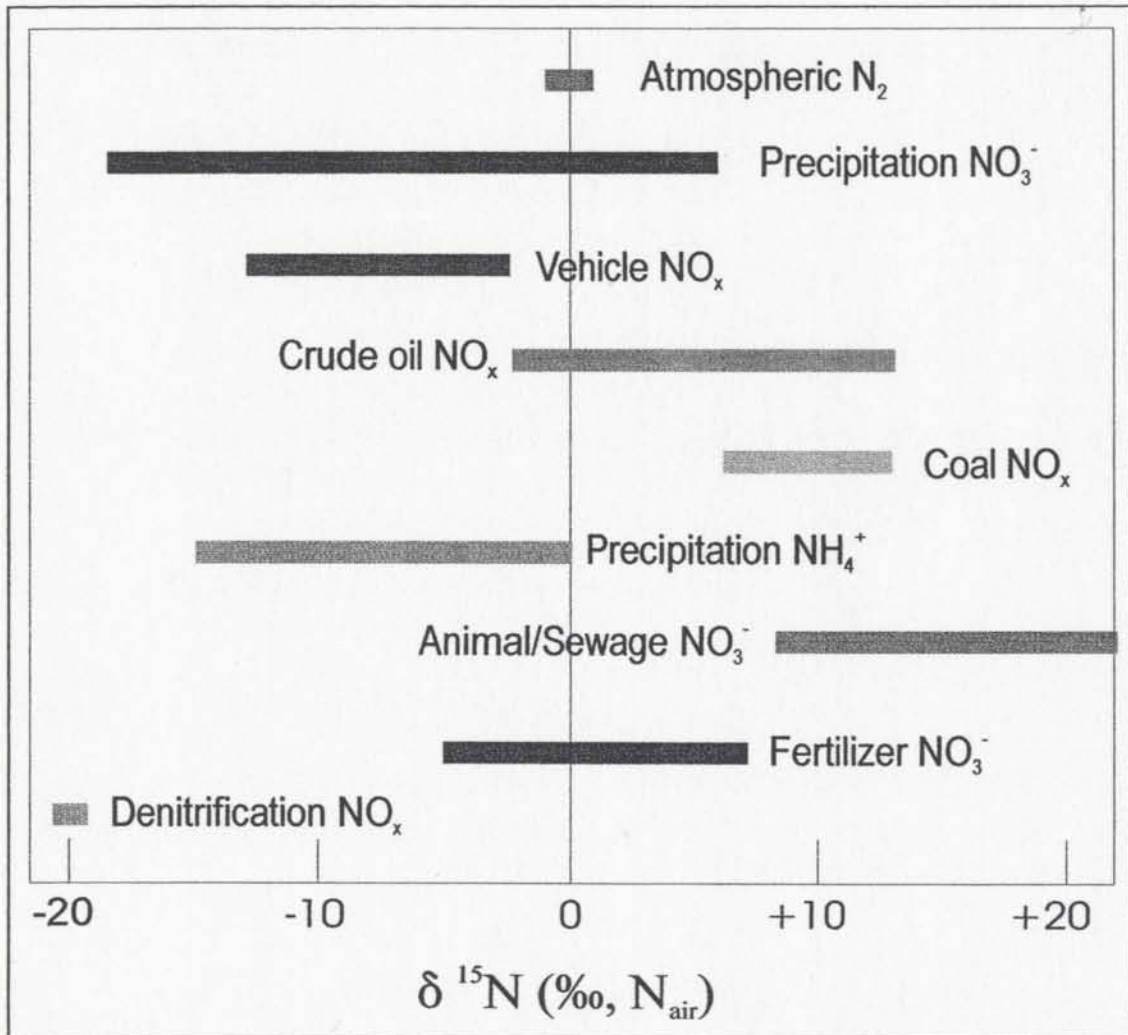 Atmospheric N₂
Precipitation NO₃⁻
Vehicle NOₓ
Crude oil NOₓ
Coal NOₓ
Precipitation NH₄⁺
Animal/Sewage NO₃⁻
Fertilizer NO₃⁻
Denitrification NOₓ
-20 -10 0 +10 +20
δ ¹⁵N (‰, N_air)